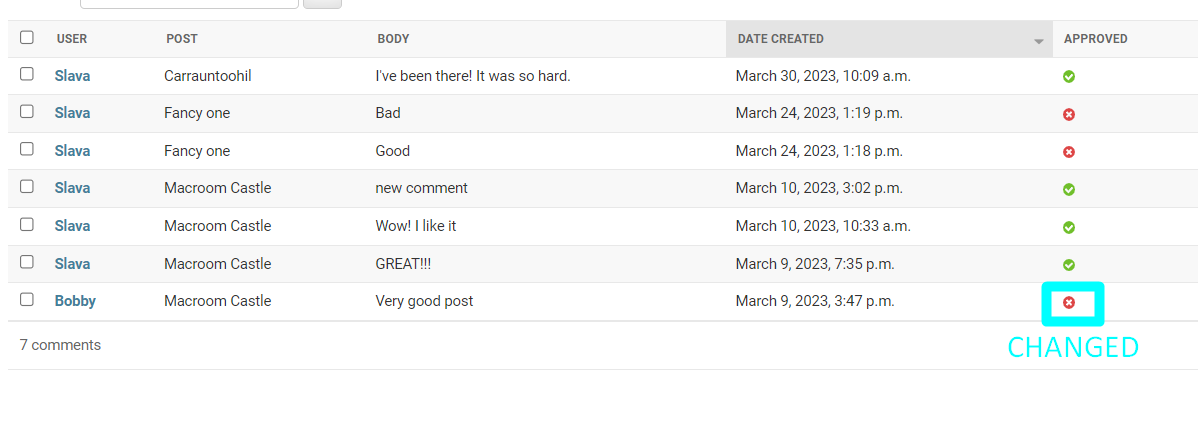 USER POST BODY DATE CREATED APPROVED
Slava Carrauntoohil I've been there! It was so hard. March 30, 2023, 10:09 a.m.
Slava Fancy one Bad March 24, 2023, 1:19 p.m.
Slava Fancy one Good March 24, 2023, 1:18 p.m.
Slava Macroom Castle new comment March 10, 2023, 3:02 p.m.
Slava Macroom Castle Wow! I like it March 10, 2023, 10:33 a.m.
Slava Macroom Castle GREAT!!! March 9, 2023, 7:35 p.m.
Bobby Macroom Castle Very good post March 9, 2023, 3:47 p.m.
7 comments
CHANGED